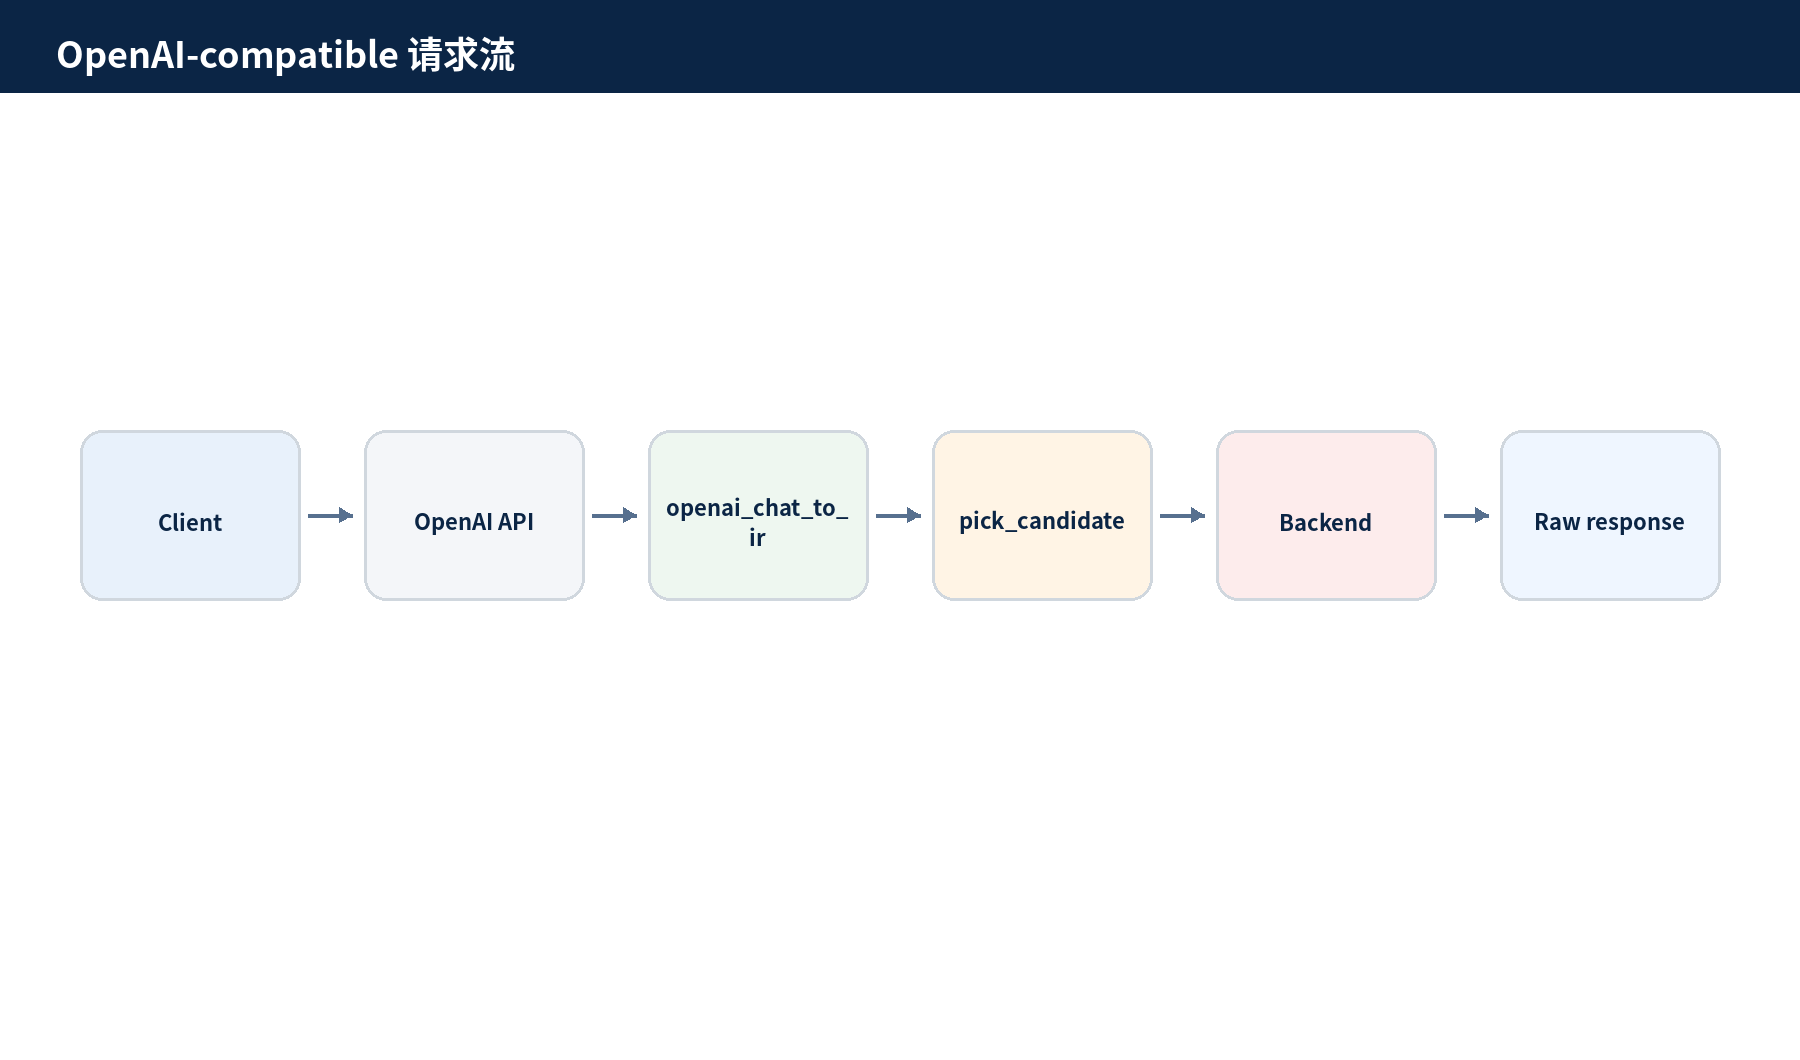 OpenAI-compatible 请求流
Client
OpenAI API
openai_chat_to_
ir
pick_candidate
Backend
Raw response